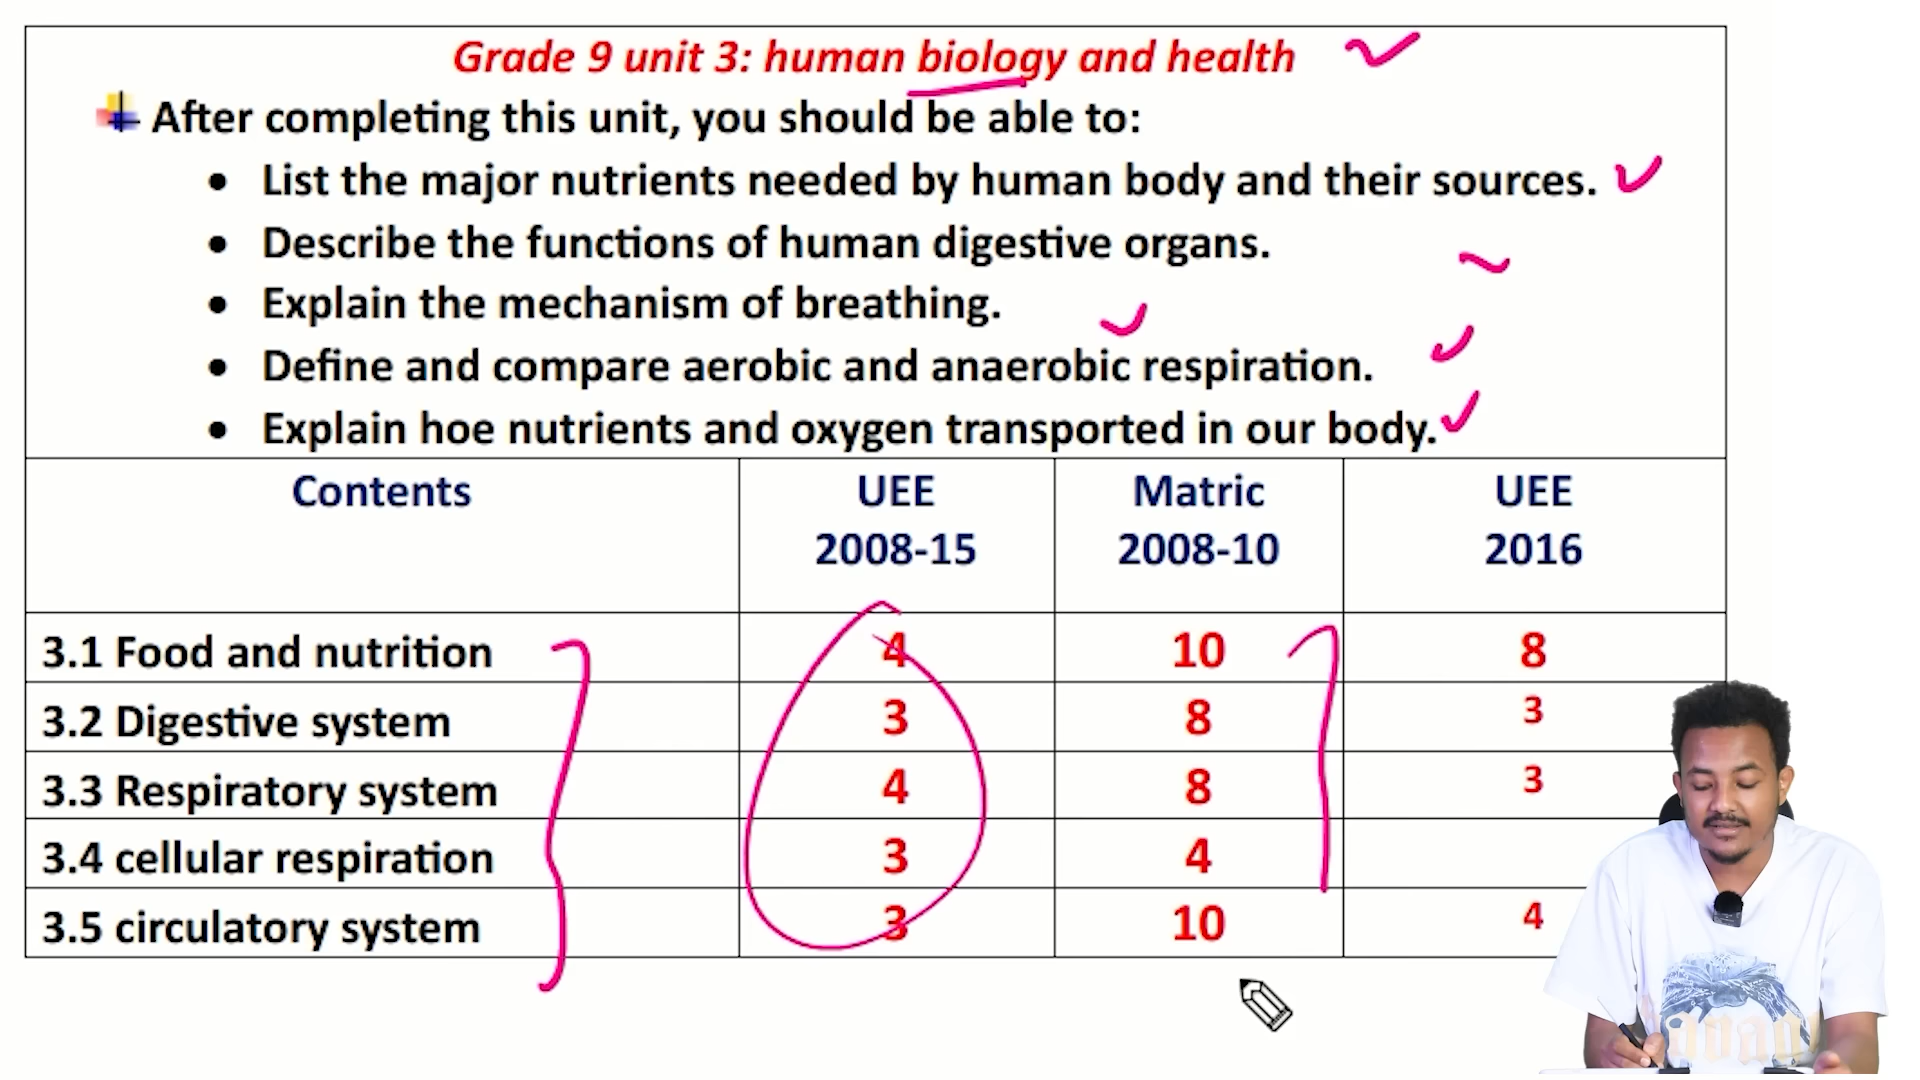 Grade 9 unit 3: human biology and health
After completing this unit, you should be able to:
• List the major nutrients needed by human body and their sources.
• Describe the functions of human digestive organs.
• Explain the mechanism of breathing.
• Define and compare aerobic and anaerobic respiration.
• Explain hoe nutrients and oxygen transported in our body.
Contents UEE 2008-15 Matric 2008-10 UEE 2016
3.1 Food and nutrition 4 10 8
3.2 Digestive system 3 8 3
3.3 Respiratory system 4 8 3
3.4 cellular respiration 3 4
3.5 circulatory system 3 10 4